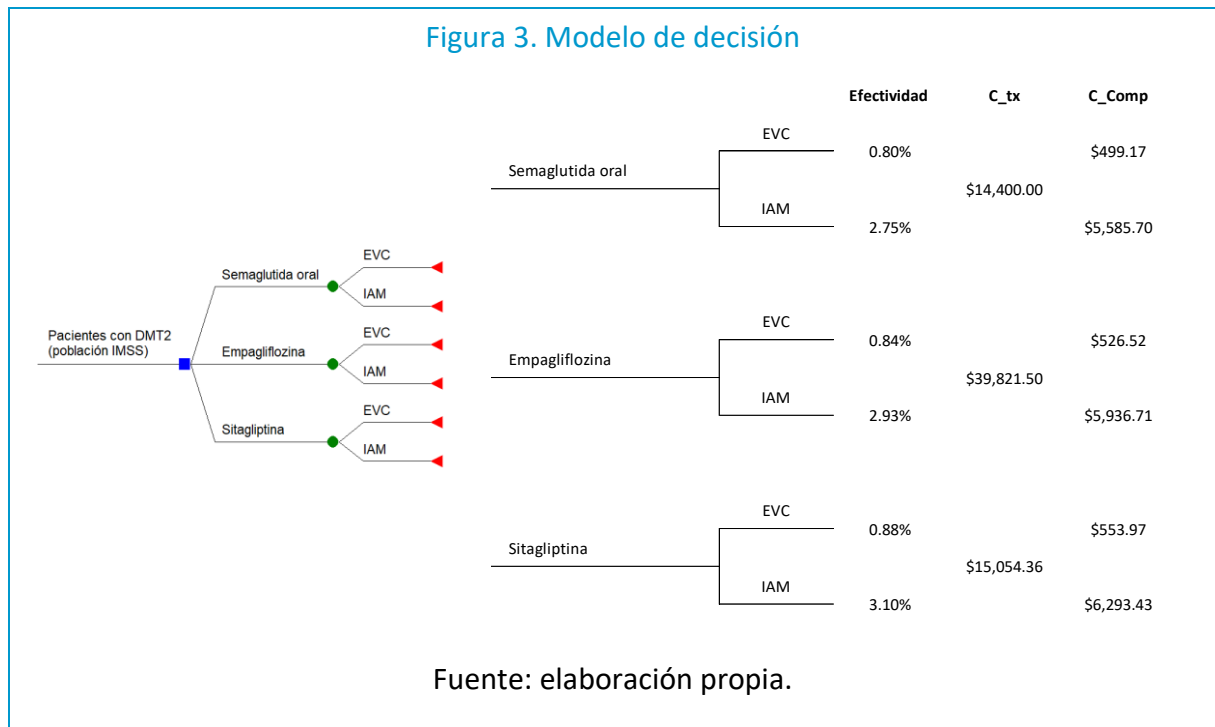 Figura 3. Modelo de decisión
Efectividad C_tx C_Comp
EVC
0.80% $499.17
Semaglutida oral
$14,400.00
IAM
2.75% $5,585.70
EVC
Semaglutida oral
IAM
Pacientes con DMT2
(población IMSS)
EVC
Empagliflozina
IAM
EVC
Sitagliptina
IAM
EVC
0.84% $526.52
Empagliflozina
$39,821.50
IAM
2.93% $5,936.71
EVC
0.88% $553.97
Sitagliptina
$15,054.36
IAM
3.10% $6,293.43
Fuente: elaboración propia.